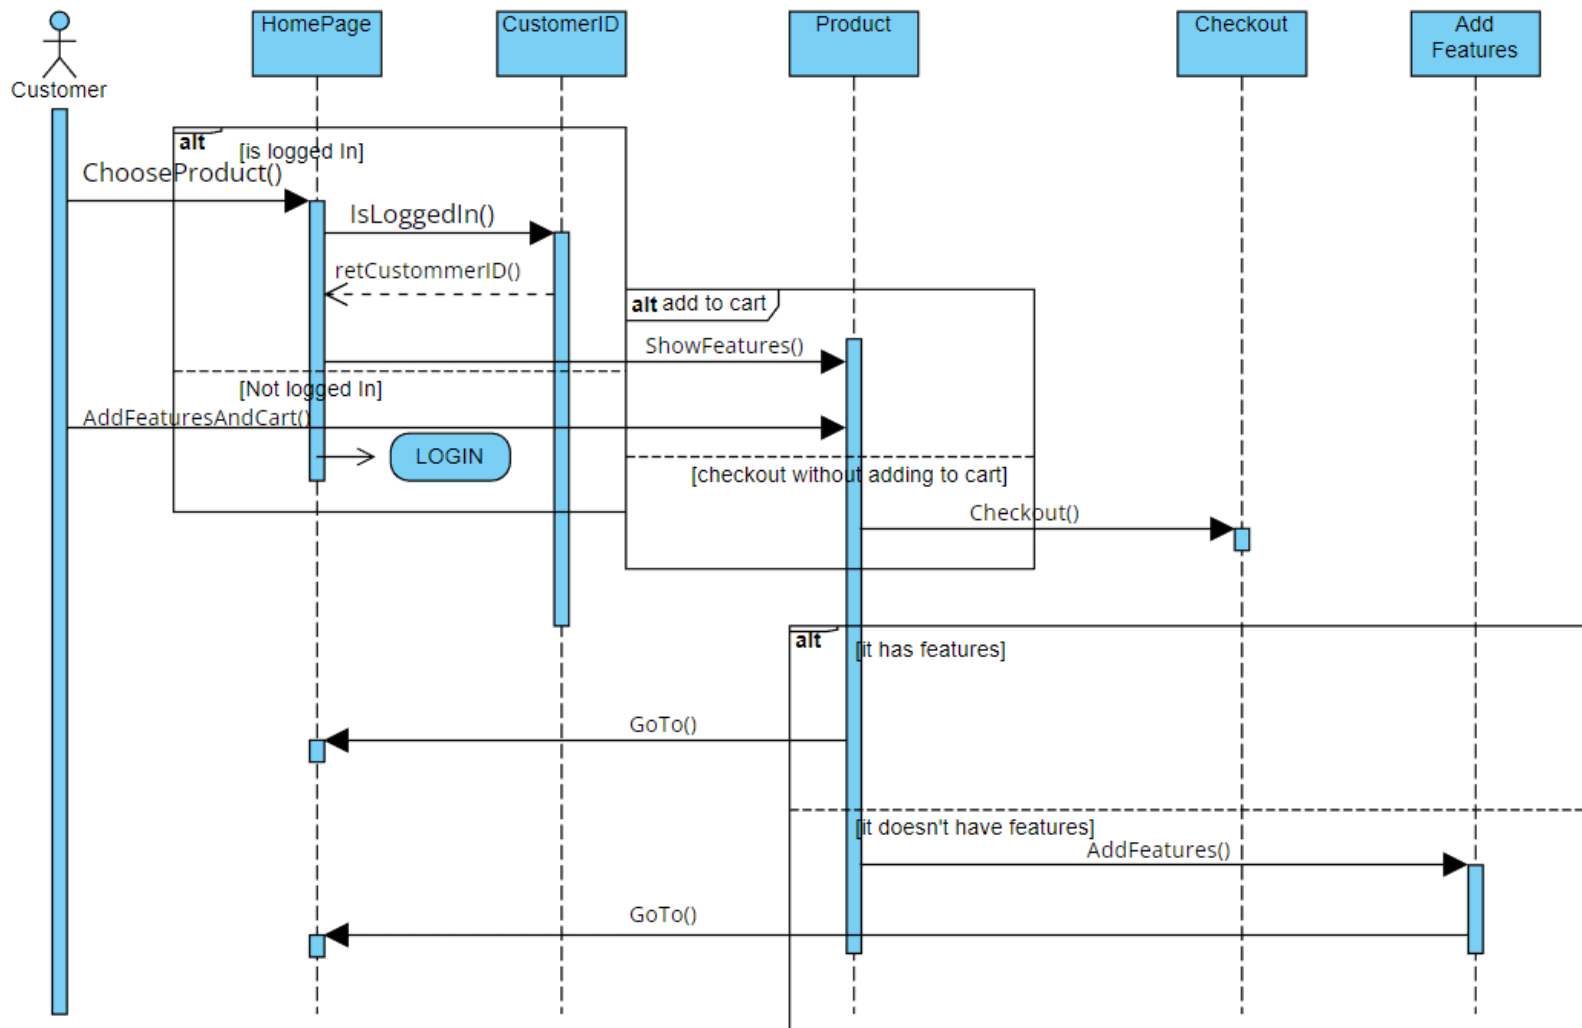 HomePage
CustomerID
Product
Checkout
Add
Features
Customer
alt
[is logged In]
ChooseProduct()
IsLoggedIn()
retCustommerID()
alt add to cart
ShowFeatures()
[Not logged In]
AddFeaturesAndCart()
LOGIN
[checkout without adding to cart]
Checkout()
alt
[it has features]
GoTo()
[it doesn't have features]
AddFeatures()
GoTo()